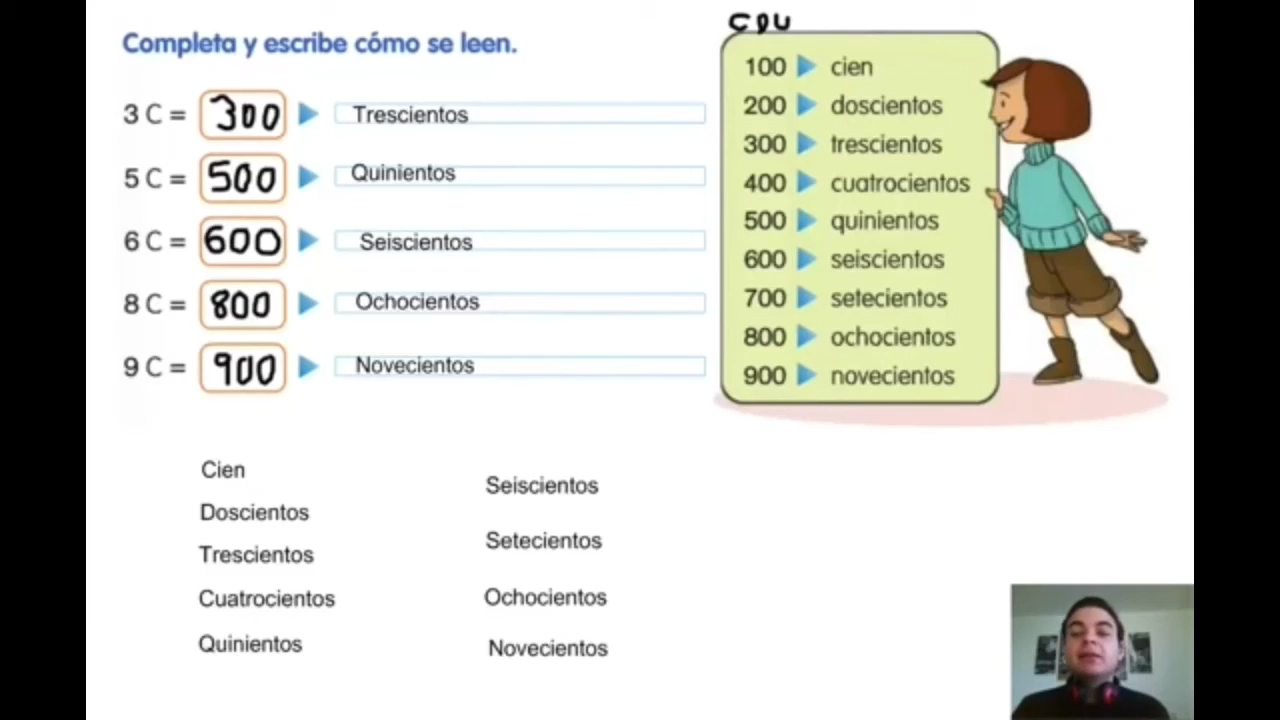 Completa y escribe cómo se leen.
3 C = 300 Trescientos
5 C = 500 Quinientos
6 C = 600 Seiscientos
8 C = 800 Ochocientos
9 C = 900 Novecientos
CDU
100 cien
200 doscientos
300 trescientos
400 cuatrocientos
500 quinientos
600 seiscientos
700 setecientos
800 ochocientos
900 novecientos
Cien
Doscientos
Trescientos
Cuatrocientos
Quinientos
Seiscientos
Setecientos
Ochocientos
Novecientos